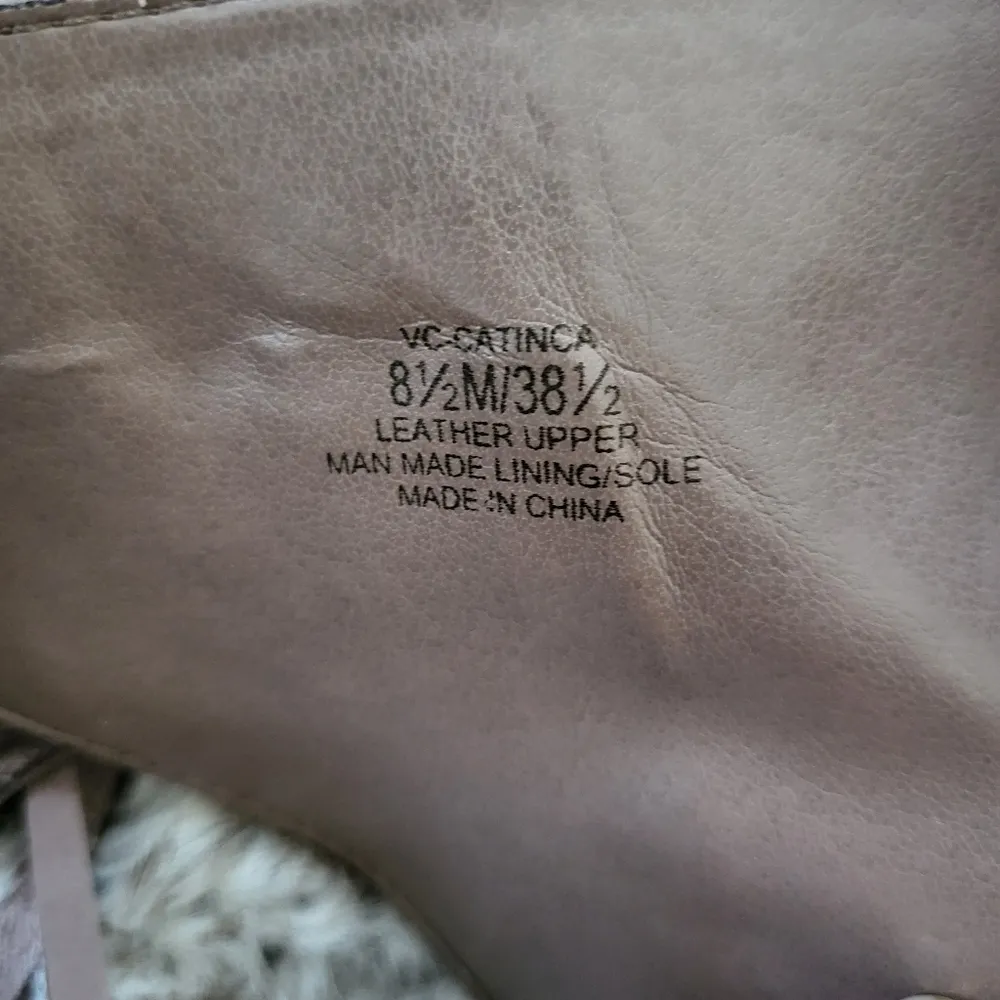 VC-CATINCA
8½M/38½
LEATHER UPPER
MAN MADE LINING/SOLE
MADE IN CHINA